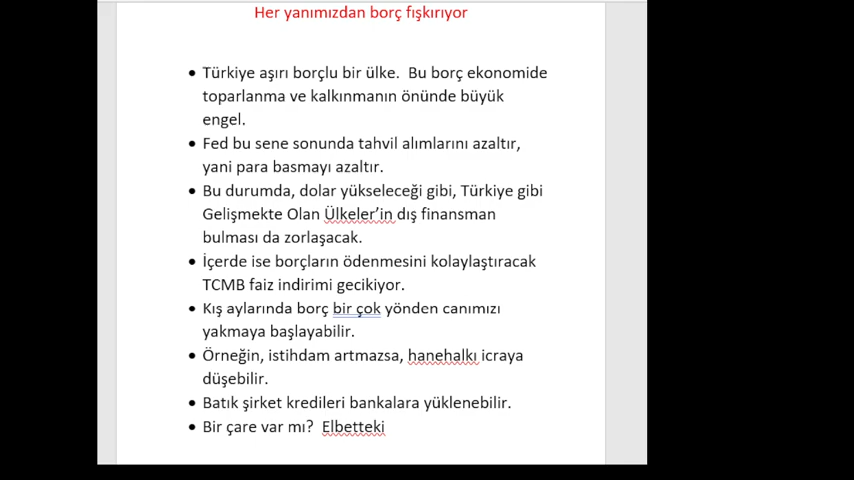 Her yanımızdan borç fışkırıyor
• Türkiye aşırı borçlu bir ülke.  Bu borç ekonomide
toparlanma ve kalkınmanın önünde büyük
engel.
• Fed bu sene sonunda tahvil alımlarını azaltır,
yani para basmayı azaltır.
• Bu durumda, dolar yükseleceği gibi, Türkiye gibi
Gelişmekte Olan Ülkeler’in dış finansman
bulması da zorlaşacak.
• İçerde ise borçların ödenmesini kolaylaştıracak
TCMB faiz indirimi gecikiyor.
• Kış aylarında borç bir çok yönden canımızı
yakmaya başlayabilir.
• Örneğin, istihdam artmazsa, hanehalkı icraya
düşebilir.
• Batık şirket kredileri bankalara yüklenebilir.
• Bir çare var mı?  Elbetteki